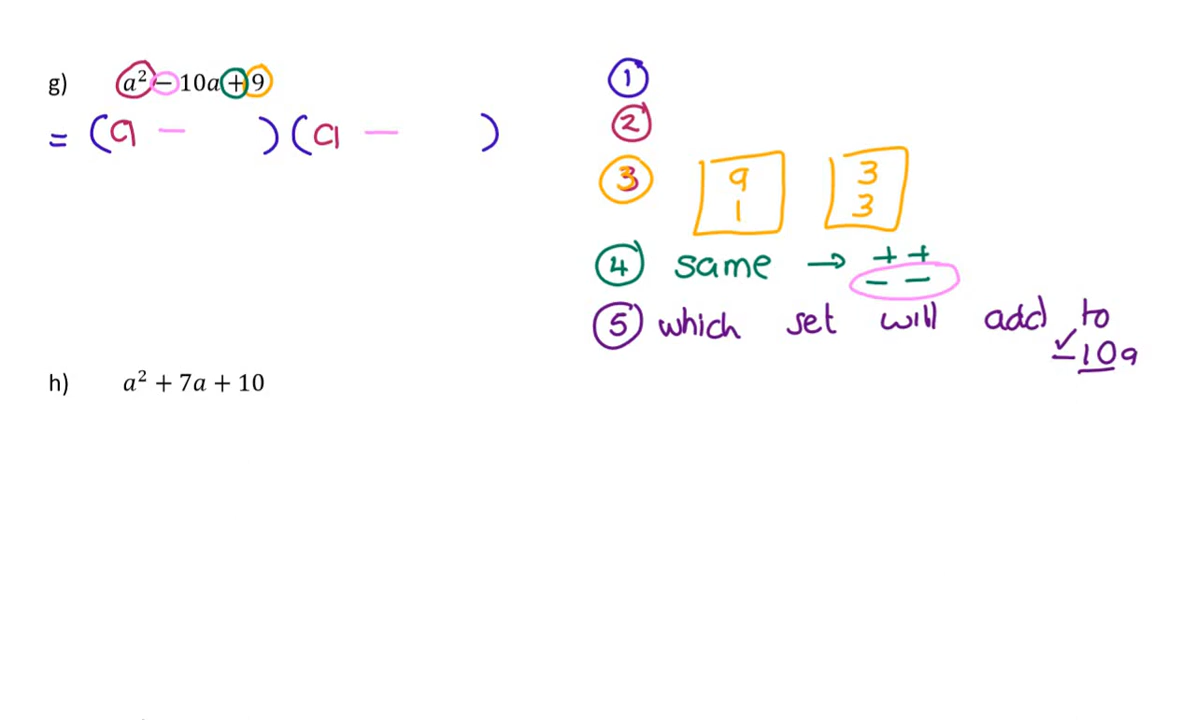 g) a² − 10a + 9
= (a −  )(a −  )
①
②
③ 9 3
1 3
④ same → + +
− −
⑤ which set will add to
−10a
h) a² + 7a + 10